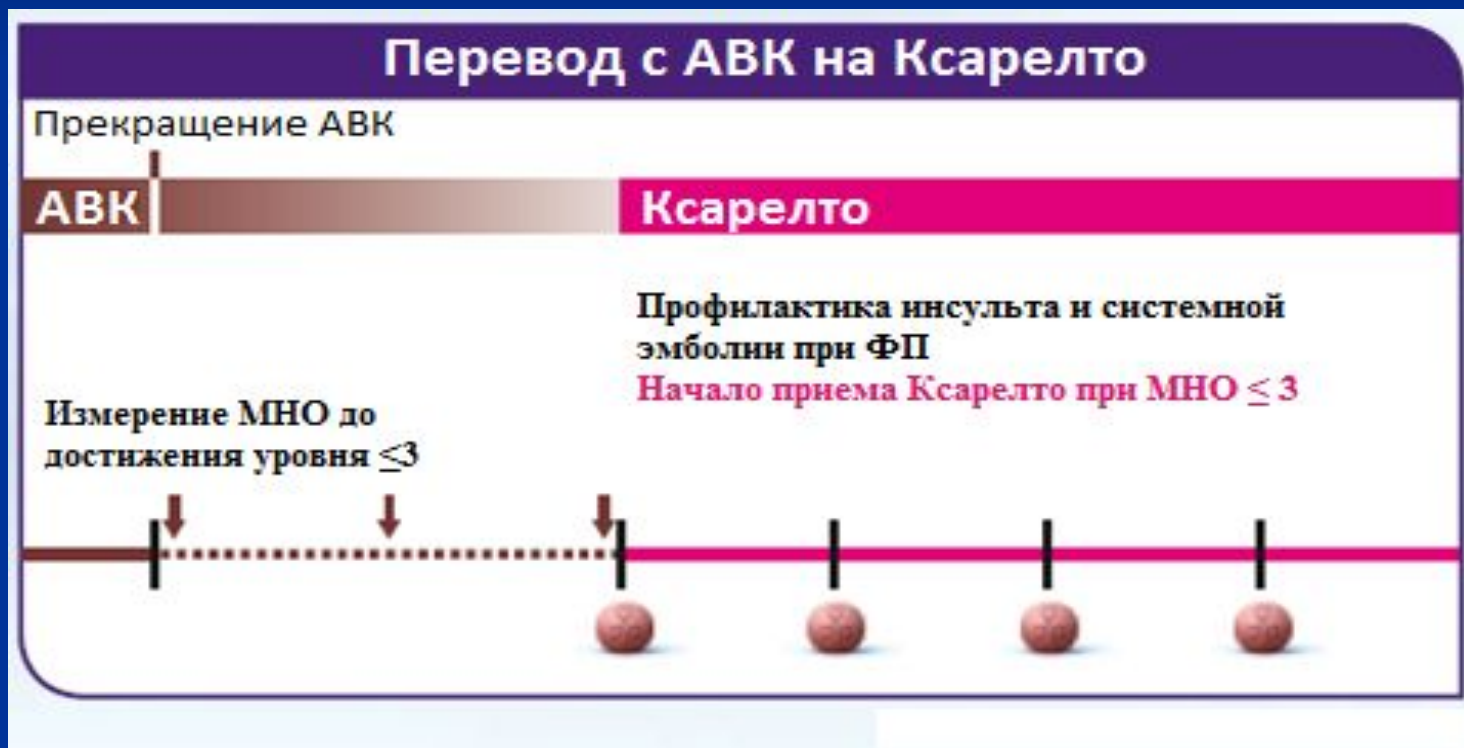 Перевод с АВК на Ксарелто
Прекращение АВК
АВК
Ксарелто
Профилактика инсульта и системной
эмболии при ФП
Начало приема Ксарелто при МНО ≤ 3
Измерение МНО до
достижения уровня ≤3